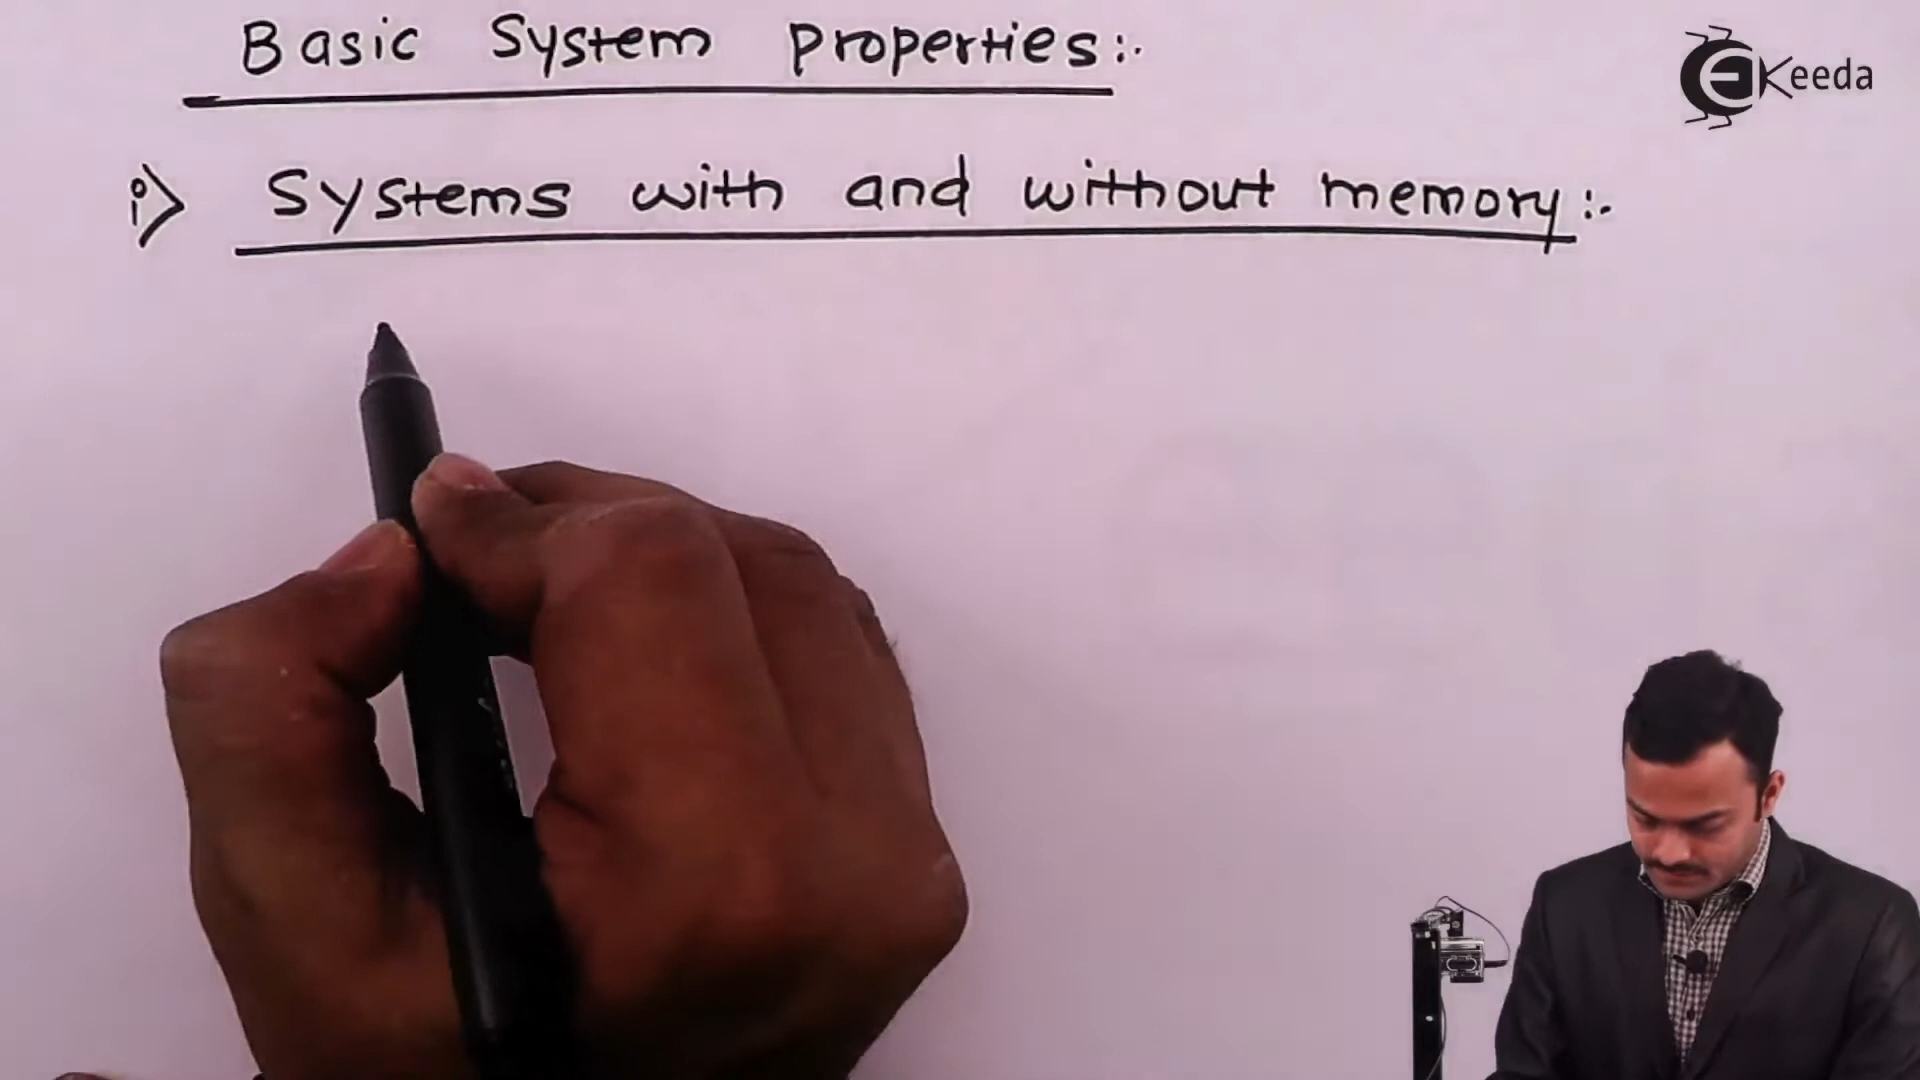 Basic System properties:-
EKeeda
i) Systems with and without memory:-